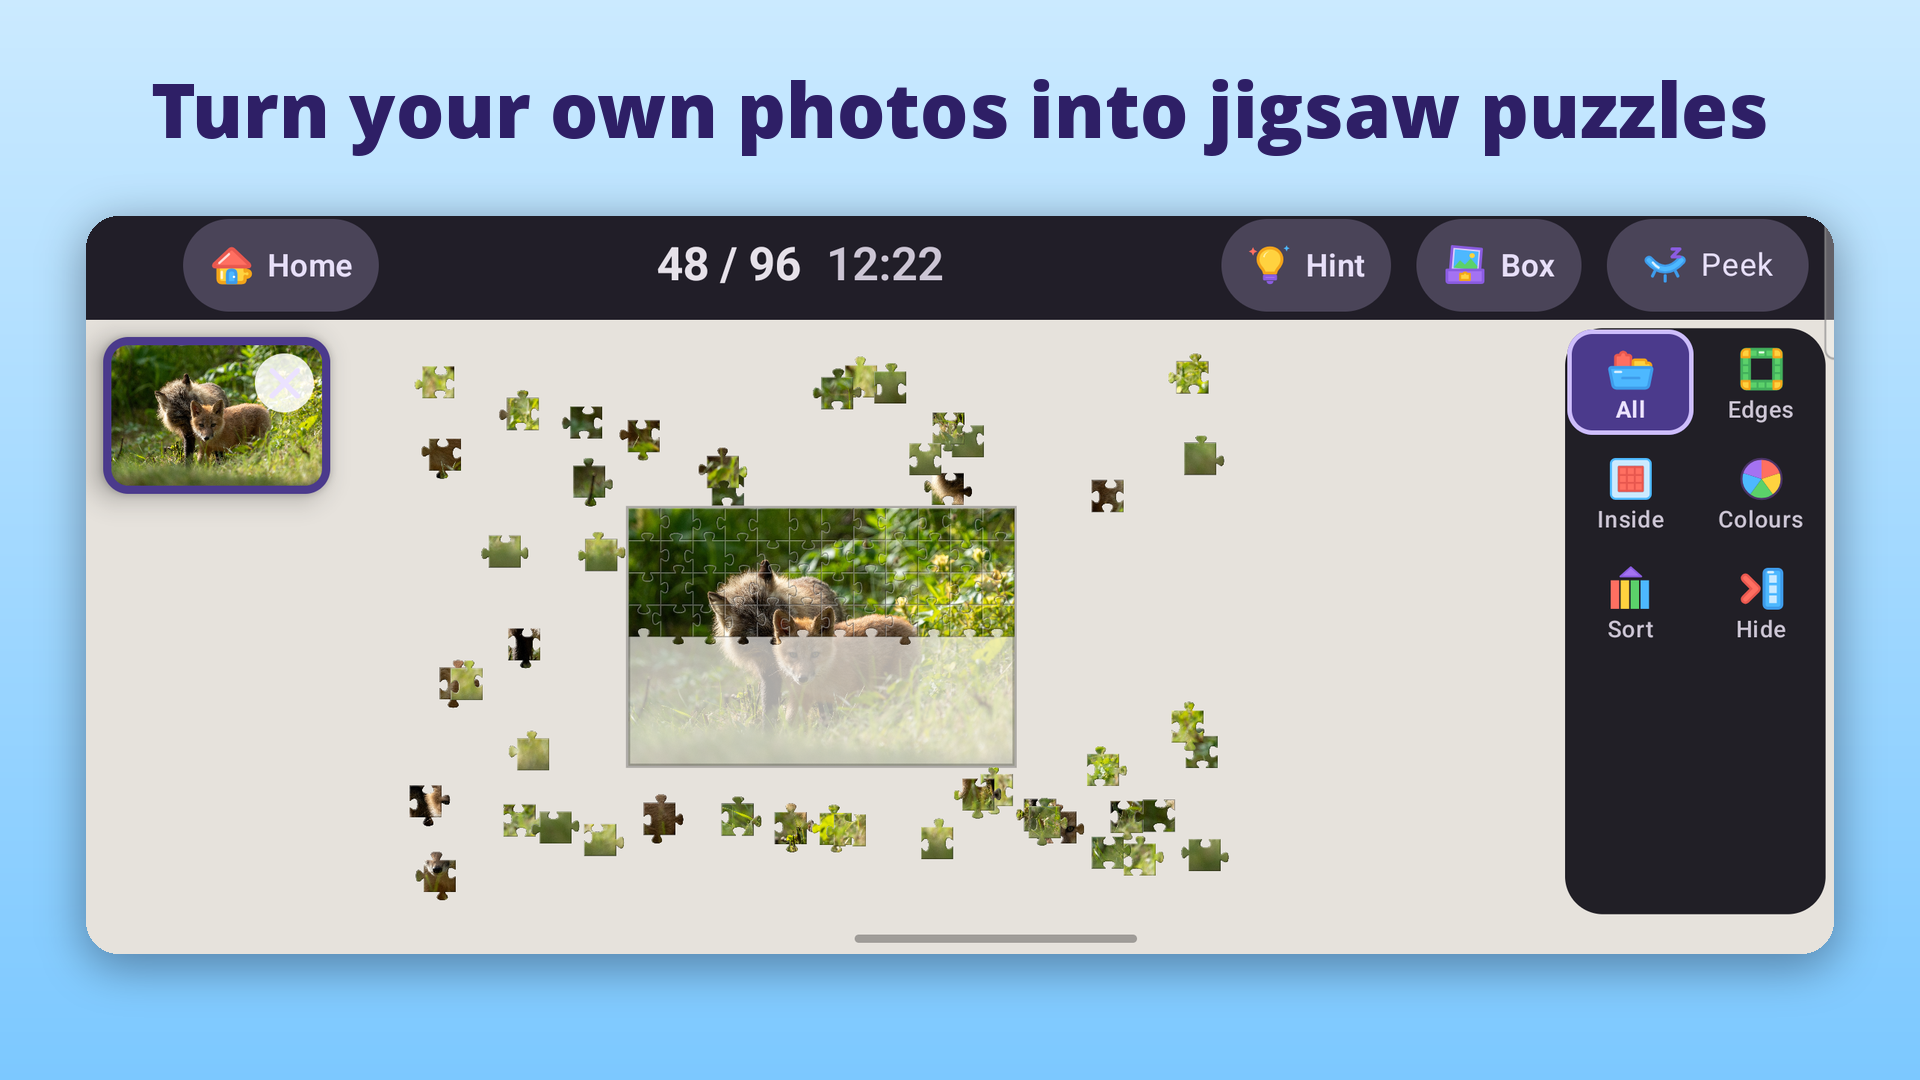 Turn your own photos into jigsaw puzzles
Home
48 / 96 12:22
Hint
Box
Peek
All
Edges
Inside
Colours
Sort
Hide